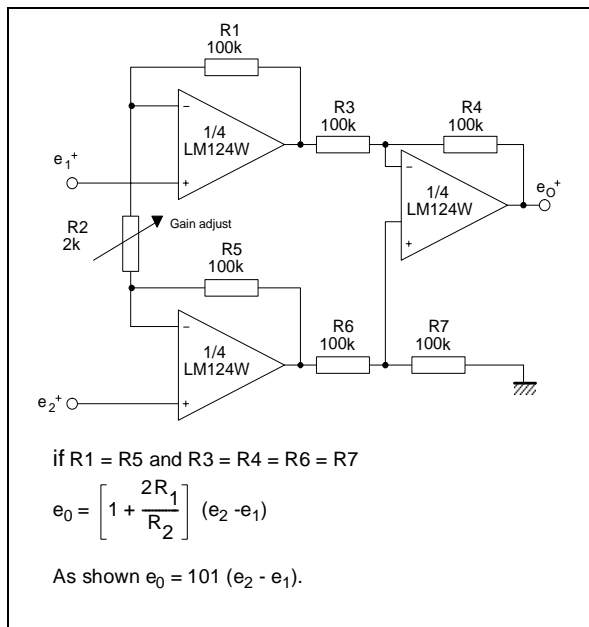 R1
100k
R3
100k
R4
100k
1/4
LM124W
e1+
1/4
LM124W
eO+
R2
2k
Gain adjust
R5
100k
R6
100k
R7
100k
1/4
LM124W
e2+
if R1 = R5 and R3 = R4 = R6 = R7
e0 = [1 + 2R1/R2] (e2 -e1)
As shown e0 = 101 (e2 - e1).